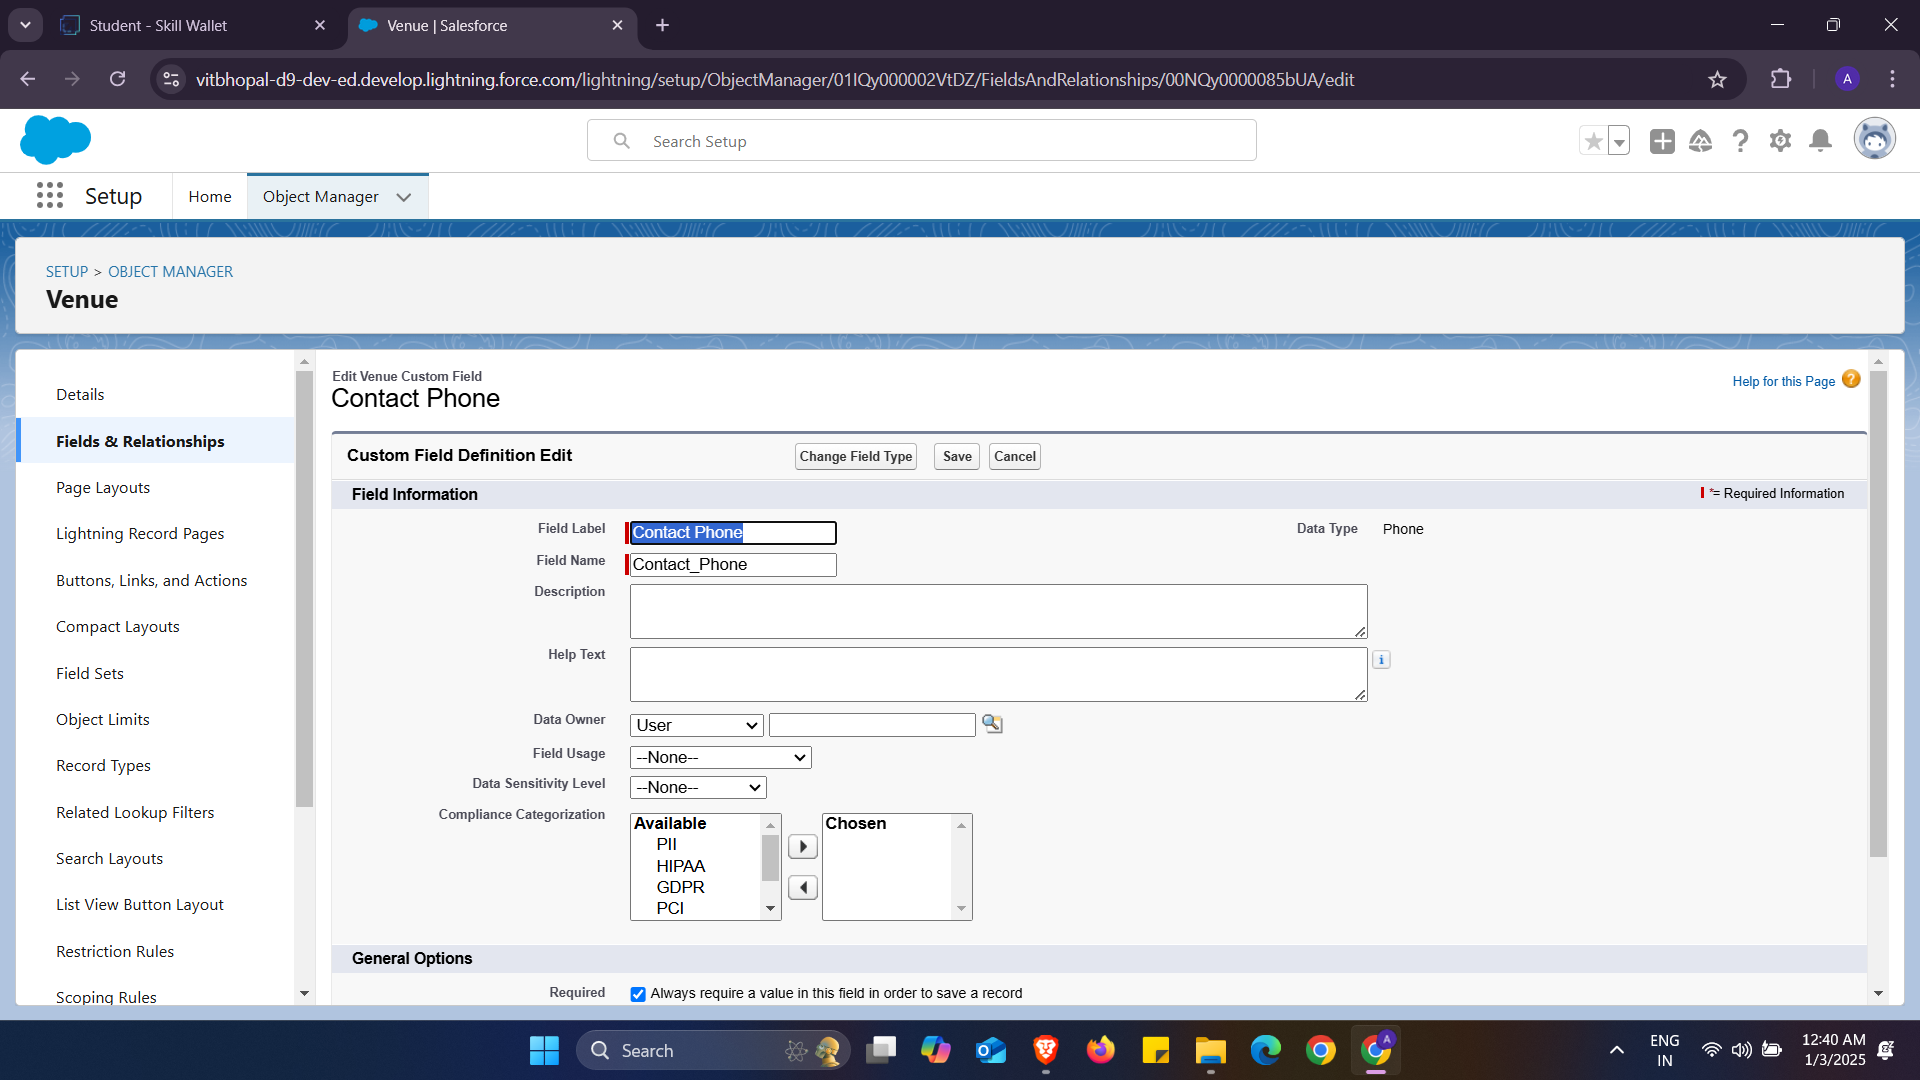 Student - Skill Wallet
Venue | Salesforce
vitbhopal-d9-dev-ed.develop.lightning.force.com/lightning/setup/ObjectManager/01IQy000002VtDZ/FieldsAndRelationships/00NQy0000085bUA/edit
A
Search Setup
Setup
Home
Object Manager
SETUP > OBJECT MANAGER
Venue
Details
Fields & Relationships
Page Layouts
Lightning Record Pages
Buttons, Links, and Actions
Compact Layouts
Field Sets
Object Limits
Record Types
Related Lookup Filters
Search Layouts
List View Button Layout
Restriction Rules
Scoping Rules
Edit Venue Custom Field
Contact Phone
Help for this Page
Custom Field Definition Edit
Change Field Type
Save
Cancel
Field Information
*= Required Information
Field Label
Contact Phone
Data Type
Phone
Field Name
Contact_Phone
Description
Help Text
Data Owner
User
Field Usage
--None--
Data Sensitivity Level
--None--
Compliance Categorization
Available
PII
HIPAA
GDPR
PCI
Chosen
General Options
Required
Always require a value in this field in order to save a record
Search
A
ENG
IN
12:40 AM
1/3/2025